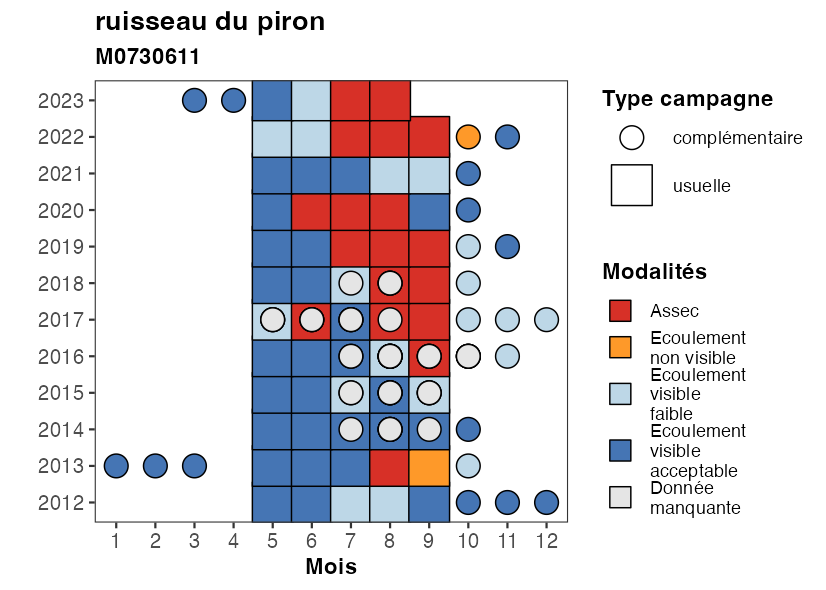 ruisseau du piron
M0730611
2023
2022
2021
2020
2019
2018
2017
2016
2015
2014
2013
2012
1 2 3 4 5 6 7 8 9 10 11 12
Mois
Type campagne
complémentaire
usuelle
Modalités
Assec
Ecoulement
non visible
Ecoulement
visible
faible
Ecoulement
visible
acceptable
Donnée
manquante